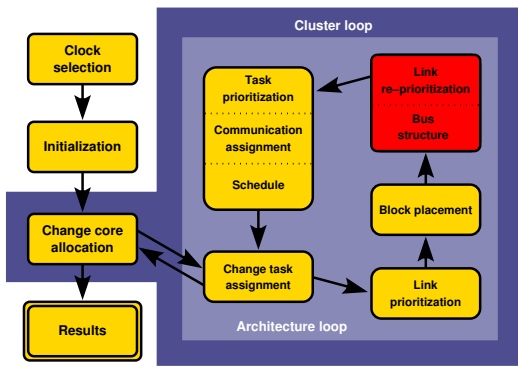 Cluster loop
Clock
selection
Initialization
Change core
allocation
Results
Task
prioritization
Communication
assignment
Schedule
Change task
assignment
Link
re-prioritization
Bus
structure
Block placement
Link
prioritization
Architecture loop